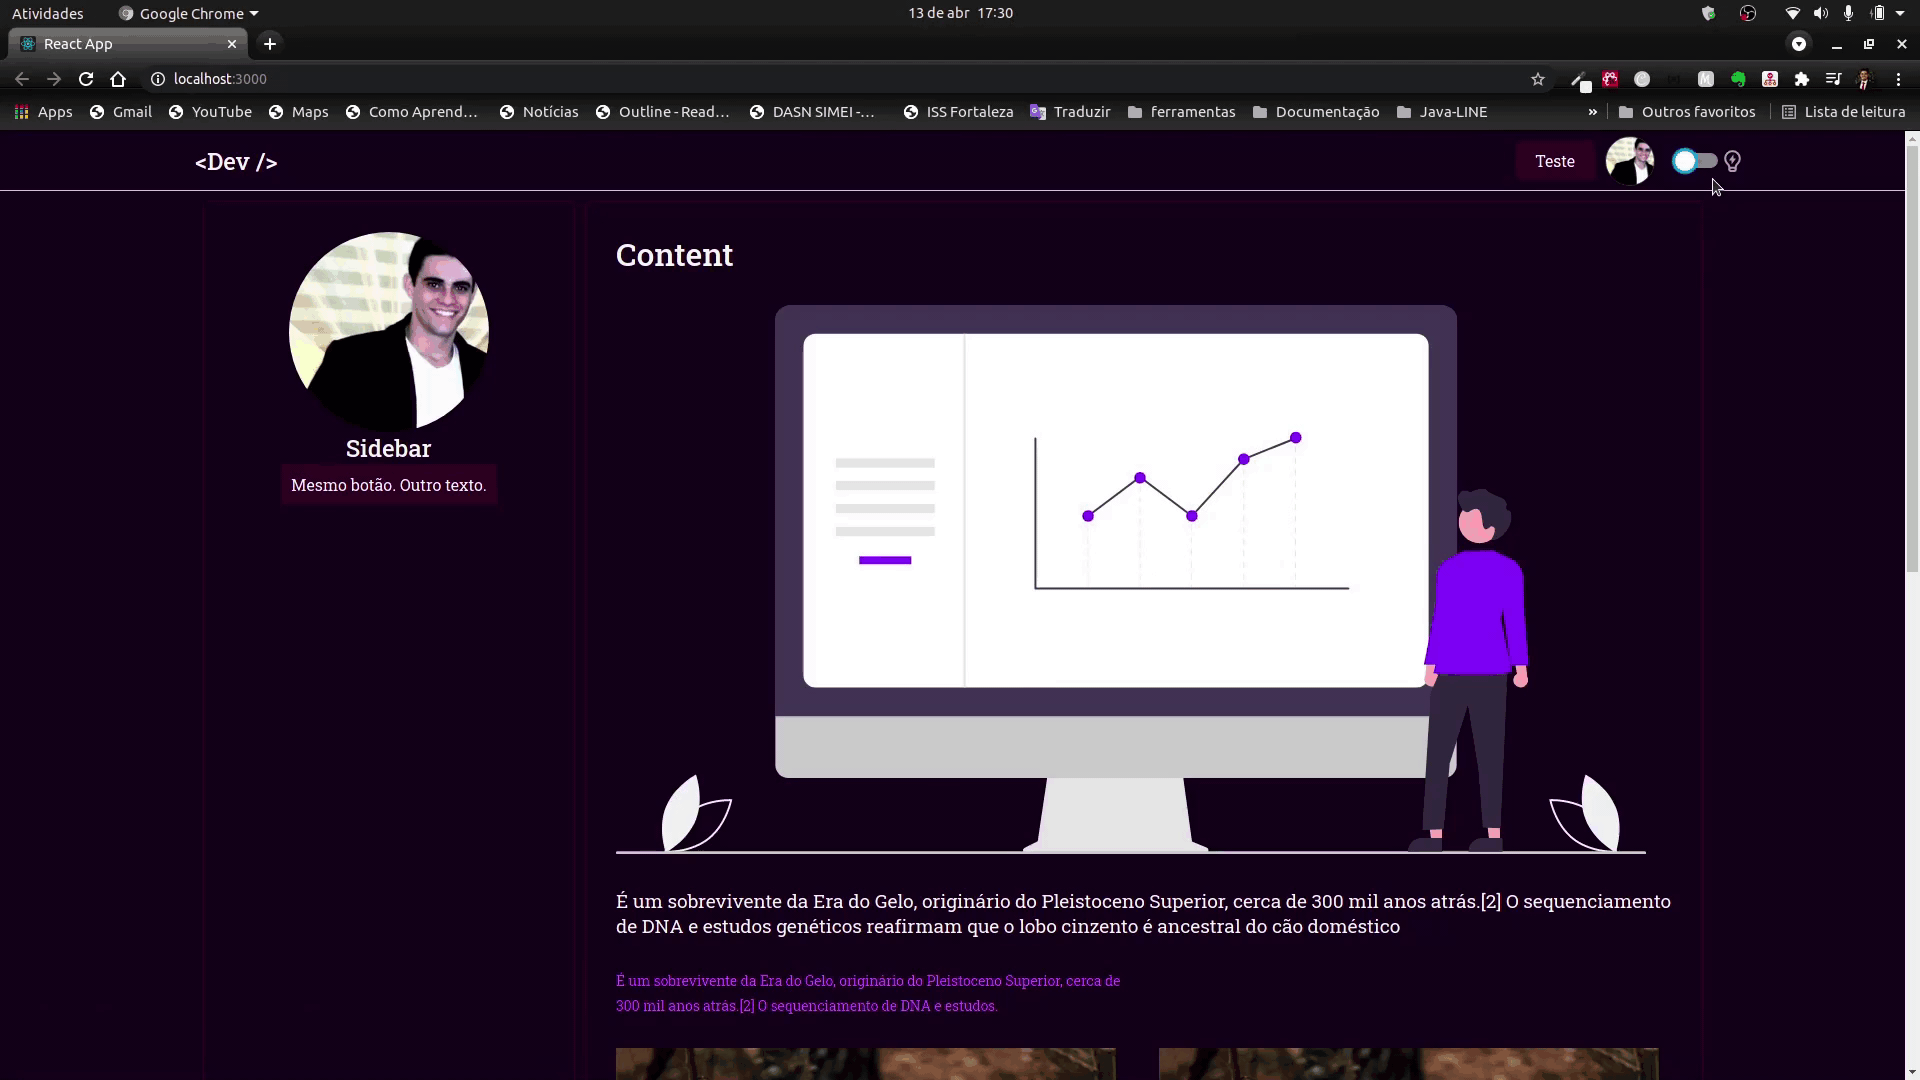 Atividades
Google Chrome
13 de abr 17:30
React App
localhost:3000
Apps
Gmail
YouTube
Maps
Como Aprend...
Notícias
Outline - Read...
DASN SIMEI -...
ISS Fortaleza
Traduzir
ferramentas
Documentação
Java-LINE
»
Outros favoritos
Lista de leitura
<Dev />
Teste
Content
Sidebar
Mesmo botão. Outro texto.
É um sobrevivente da Era do Gelo, originário do Pleistoceno Superior, cerca de 300 mil anos atrás.[2] O sequenciamento
de DNA e estudos genéticos reafirmam que o lobo cinzento é ancestral do cão doméstico
É um sobrevivente da Era do Gelo, originário do Pleistoceno Superior, cerca de
300 mil anos atrás.[2] O sequenciamento de DNA e estudos.